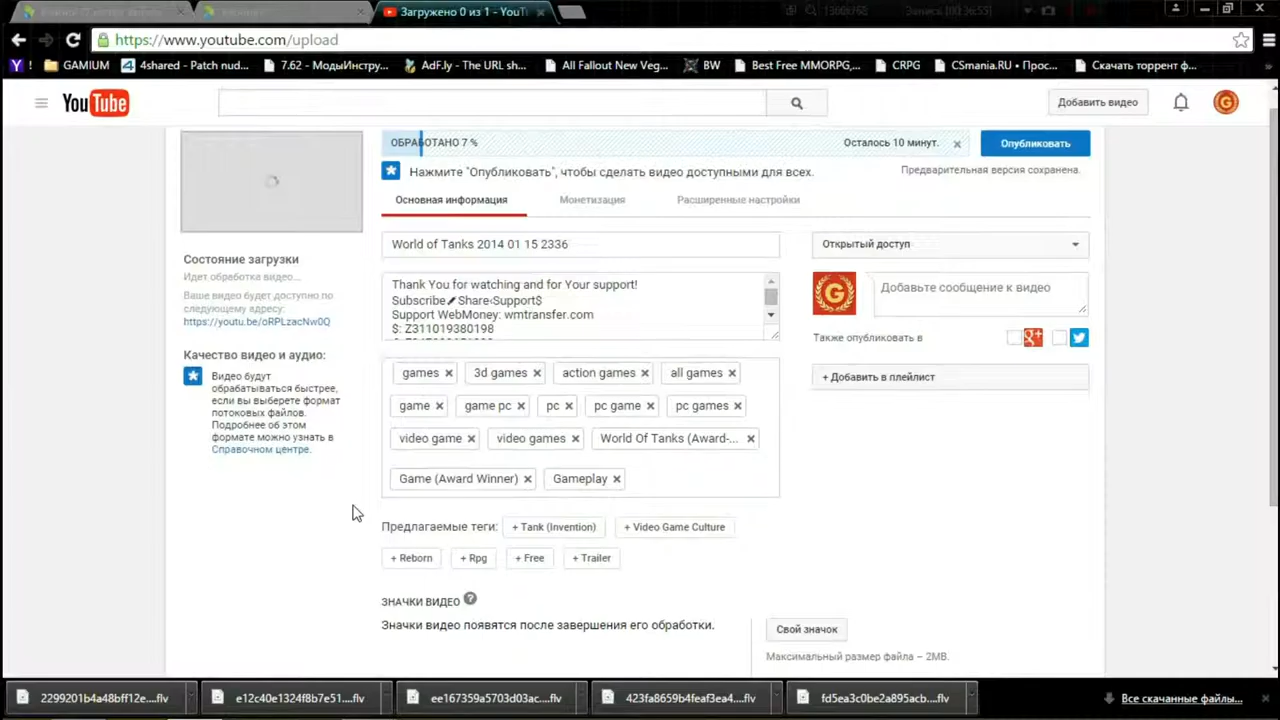 Загружено 0 из 1 - YouT
1366x768
Запись [00:36:55]
https://www.youtube.com/upload
Y !
GAMIUM
4shared - Patch nud...
7.62 - МодыИнстру...
AdF.ly - The URL sh...
All Fallout New Veg...
BW
Best Free MMORPG,...
CRPG
CSmania.RU • Прос...
Скачать торрент ф...
»
YouTube
Добавить видео
G
ОБРАБОТАНО 7 %
Осталось 10 минут.
Опубликовать
Нажмите "Опубликовать", чтобы сделать видео доступными для всех.
Предварительная версия сохранена.
Основная информация
Монетизация
Расширенные настройки
World of Tanks 2014 01 15 2336
Открытый доступ
Состояние загрузки
Идет обработка видео...
Ваше видео будет доступно по
следующему адресу:
https://youtu.be/oRPLzacNw0Q
Thank You for watching and for Your support!
Subscribe Share Support$
Support WebMoney: wmtransfer.com
$: Z311019380198
G
Добавьте сообщение к видео
Также опубликовать в
g+
Качество видео и аудио:
Видео будут
обрабатываться быстрее,
если вы выберете формат
потоковых файлов.
Подробнее об этом
формате можно узнать в
Справочном центре.
games
3d games
action games
all games
+ Добавить в плейлист
game
game pc
pc
pc game
pc games
video game
video games
World Of Tanks (Award-...
Game (Award Winner)
Gameplay
Предлагаемые теги:
+ Tank (Invention)
+ Video Game Culture
+ Reborn
+ Rpg
+ Free
+ Trailer
ЗНАЧКИ ВИДЕО ?
Значки видео появятся после завершения его обработки.
Свой значок
Максимальный размер файла – 2МВ.
2299201b4a48bff12e....flv
e12c40e1324f8b7e51....flv
ee167359a5703d03ac....flv
423fa8659b4feaf3ea4....flv
fd5ea3c0be2a895acb....flv
Все скачанные файлы...